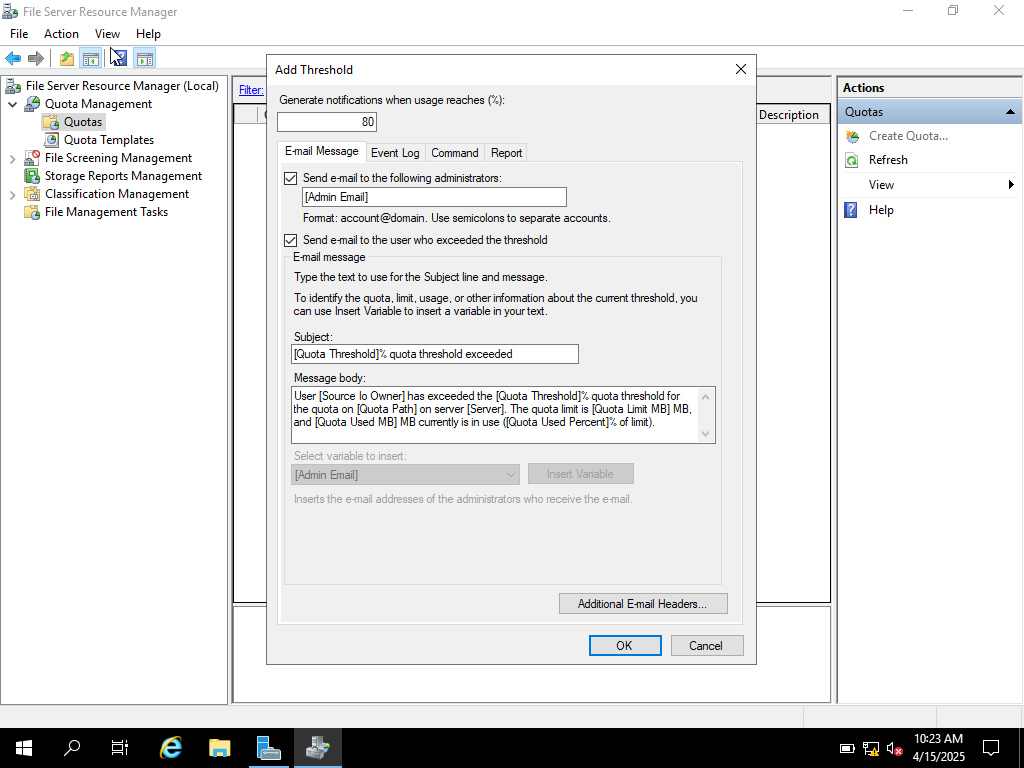 File Server Resource Manager
File Action View Help
File Server Resource Manager (Local)
Quota Management
Quotas
Quota Templates
File Screening Management
Storage Reports Management
Classification Management
File Management Tasks
Filter:
Description
Add Threshold
Generate notifications when usage reaches (%):
80
E-mail Message Event Log Command Report
Send e-mail to the following administrators:
[Admin Email]
Format: account@domain. Use semicolons to separate accounts.
Send e-mail to the user who exceeded the threshold
E-mail message
Type the text to use for the Subject line and message.
To identify the quota, limit, usage, or other information about the current threshold, you
can use Insert Variable to insert a variable in your text.
Subject:
[Quota Threshold]% quota threshold exceeded
Message body:
User [Source Io Owner] has exceeded the [Quota Threshold]% quota threshold for
the quota on [Quota Path] on server [Server]. The quota limit is [Quota Limit MB] MB,
and [Quota Used MB] MB currently is in use ([Quota Used Percent]% of limit).
Select variable to insert:
[Admin Email] Insert Variable
Inserts the e-mail addresses of the administrators who receive the e-mail.
Additional E-mail Headers...
OK Cancel
Actions
Quotas
Create Quota...
Refresh
View
Help
10:23 AM
4/15/2025